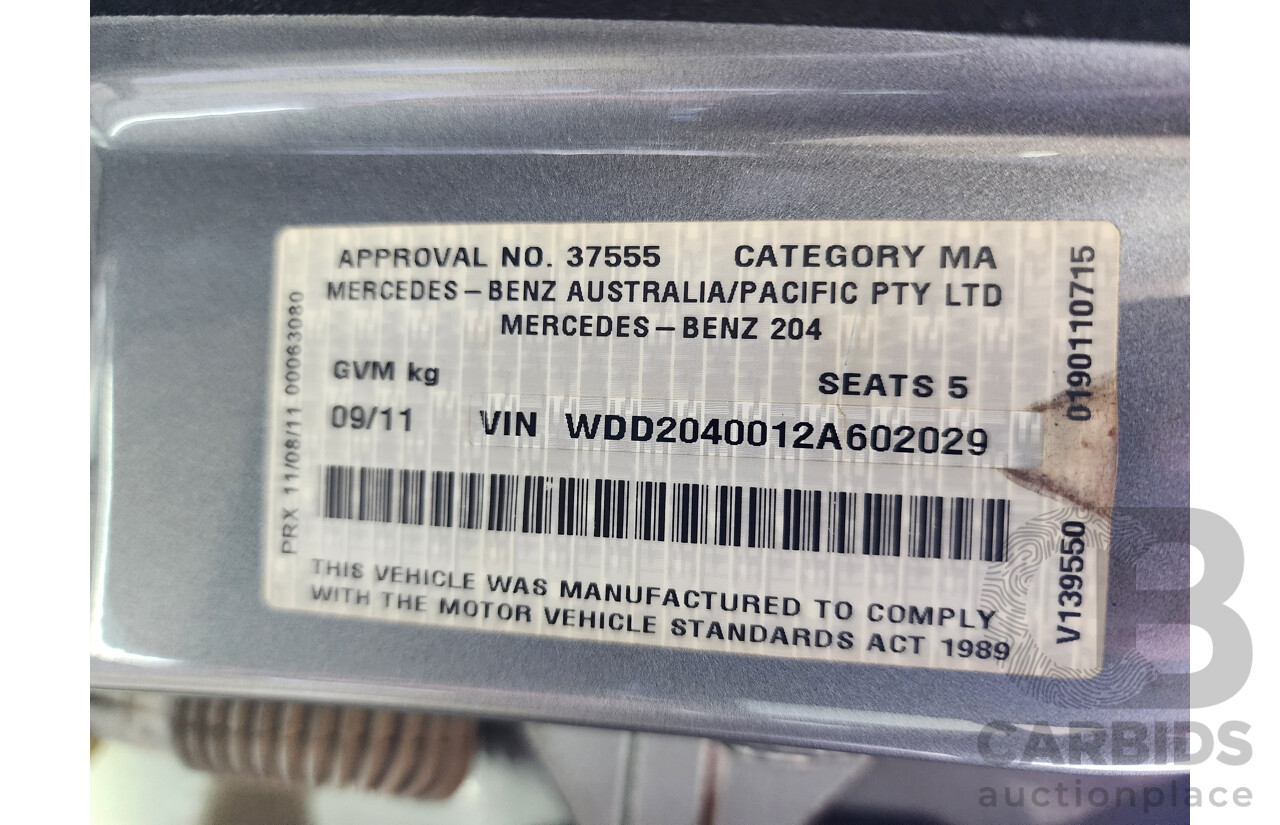 APPROVAL NO. 37555 CATEGORY MA
MERCEDES-BENZ AUSTRALIA/PACIFIC PTY LTD
MERCEDES-BENZ 204
GVM kg SEATS 5
09/11 VIN WDD2040012A602029
THIS VEHICLE WAS MANUFACTURED TO COMPLY
WITH THE MOTOR VEHICLE STANDARDS ACT 1989
PRX 11/08/11 00063080
0190110715
V139550
CARBIDS
auctionplace